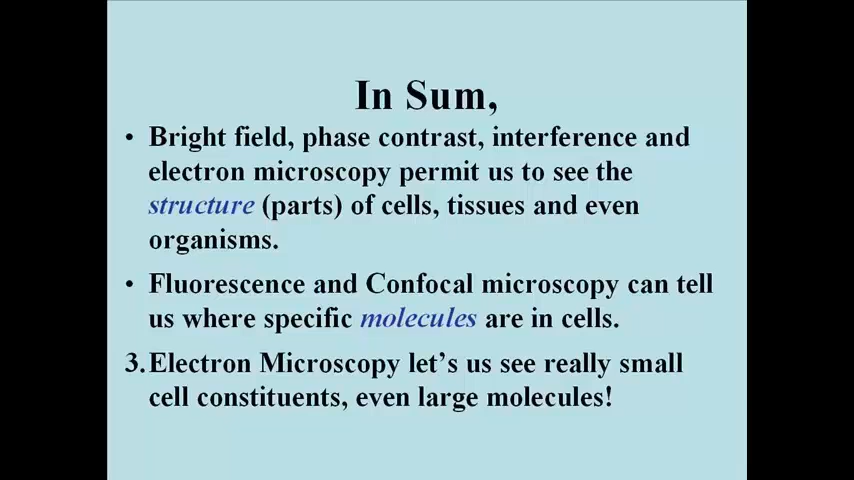 In Sum,
• Bright field, phase contrast, interference and
electron microscopy permit us to see the
structure (parts) of cells, tissues and even
organisms.
• Fluorescence and Confocal microscopy can tell
us where specific molecules are in cells.
3. Electron Microscopy let’s us see really small
cell constituents, even large molecules!